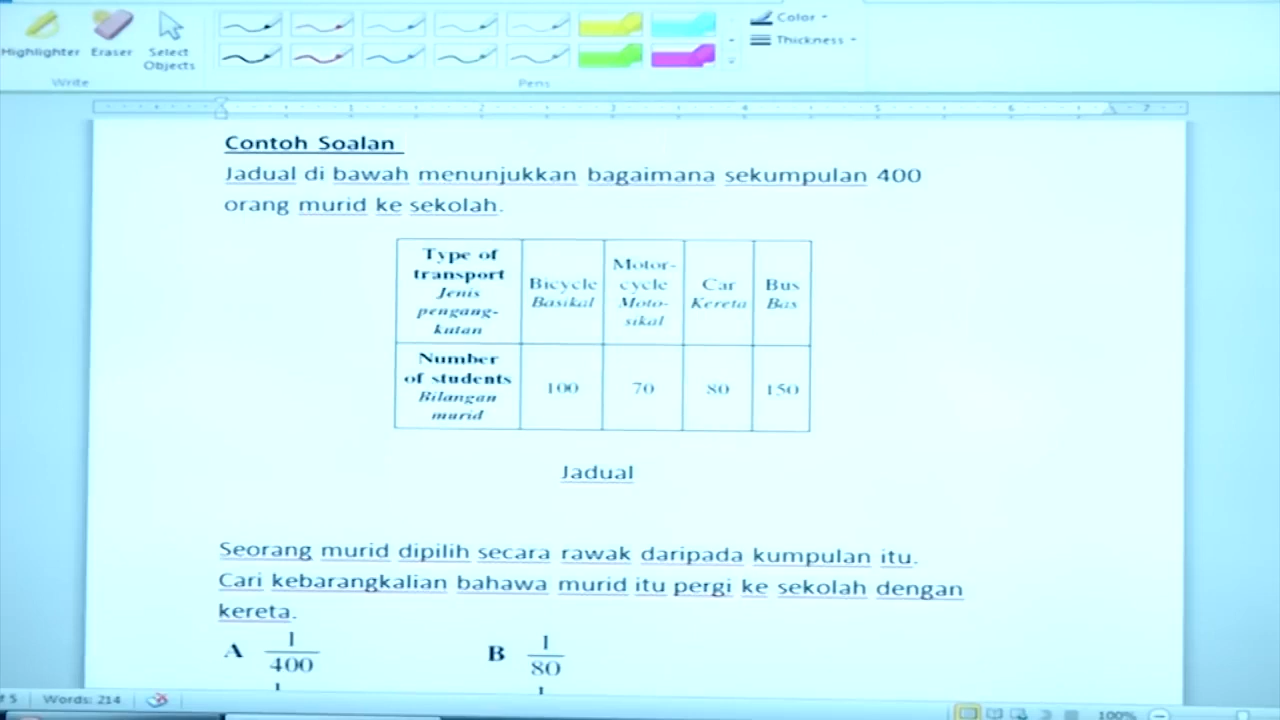 Highlighter Eraser Select Objects
Color
Thickness
Write
Pens
Contoh Soalan
Jadual di bawah menunjukkan bagaimana sekumpulan 400
orang murid ke sekolah.
Type of
transport
Jenis
pengang-
kutan
Bicycle
Basikal
Motor-
cycle
Moto-
sikal
Car
Kereta
Bus
Bas
Number
of students
Bilangan
murid
100
70
80
150
Jadual
Seorang murid dipilih secara rawak daripada kumpulan itu.
Cari kebarangkalian bahawa murid itu pergi ke sekolah dengan
kereta.
A 1/400 B 1/80
Words: 214
100%